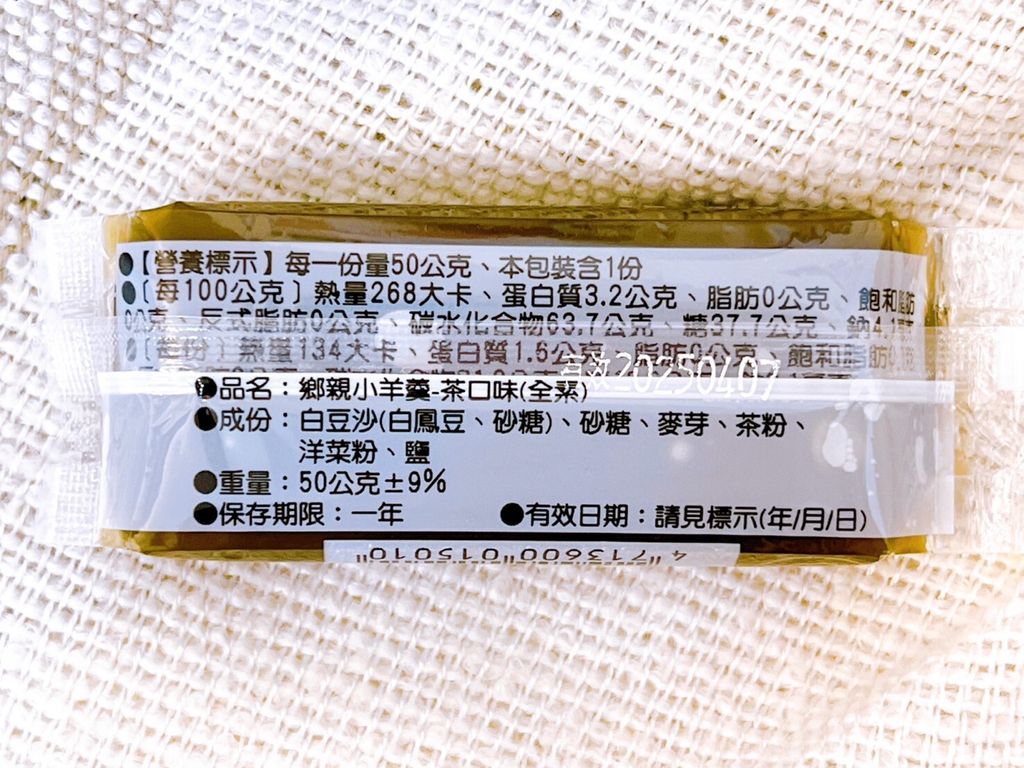 ●【營養標示】每一份量50公克、本包裝含1份
●〔每100公克〕熱量268大卡、蛋白質3.2公克、脂肪0公克、飽和脂肪
0公克、反式脂肪0公克、碳水化合物63.7公克、糖37.7公克、鈉4.1
●〔每份〕熱量134大卡、蛋白質1.6公克、脂肪0公克、飽和脂肪0
有效20250407
●品名：鄉親小羊羹-茶口味(全素)
●成份：白豆沙(白鳳豆、砂糖)、砂糖、麥芽、茶粉、
洋菜粉、鹽
●重量：50公克±9%
●保存期限：一年 ●有效日期：請見標示(年/月/日)
4 713600 015010